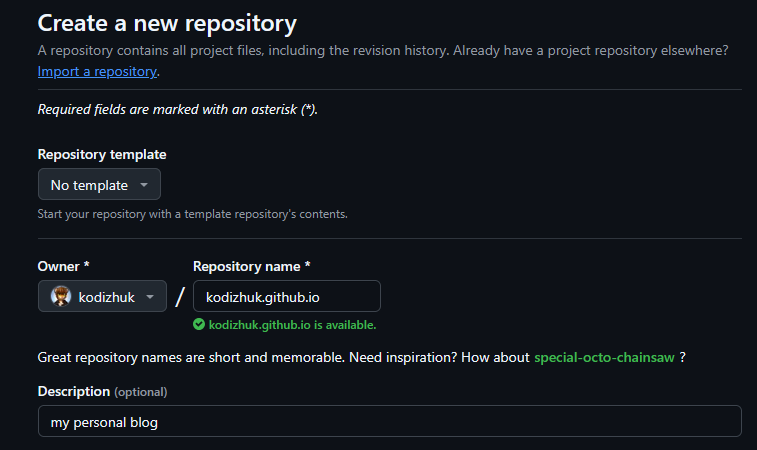 Create a new repository
A repository contains all project files, including the revision history. Already have a project repository elsewhere?
Import a repository.
Required fields are marked with an asterisk (*).
Repository template
No template
Start your repository with a template repository's contents.
Owner *
Repository name *
kodizhuk
/
kodizhuk.github.io
kodizhuk.github.io is available.
Great repository names are short and memorable. Need inspiration? How about special-octo-chainsaw ?
Description (optional)
my personal blog